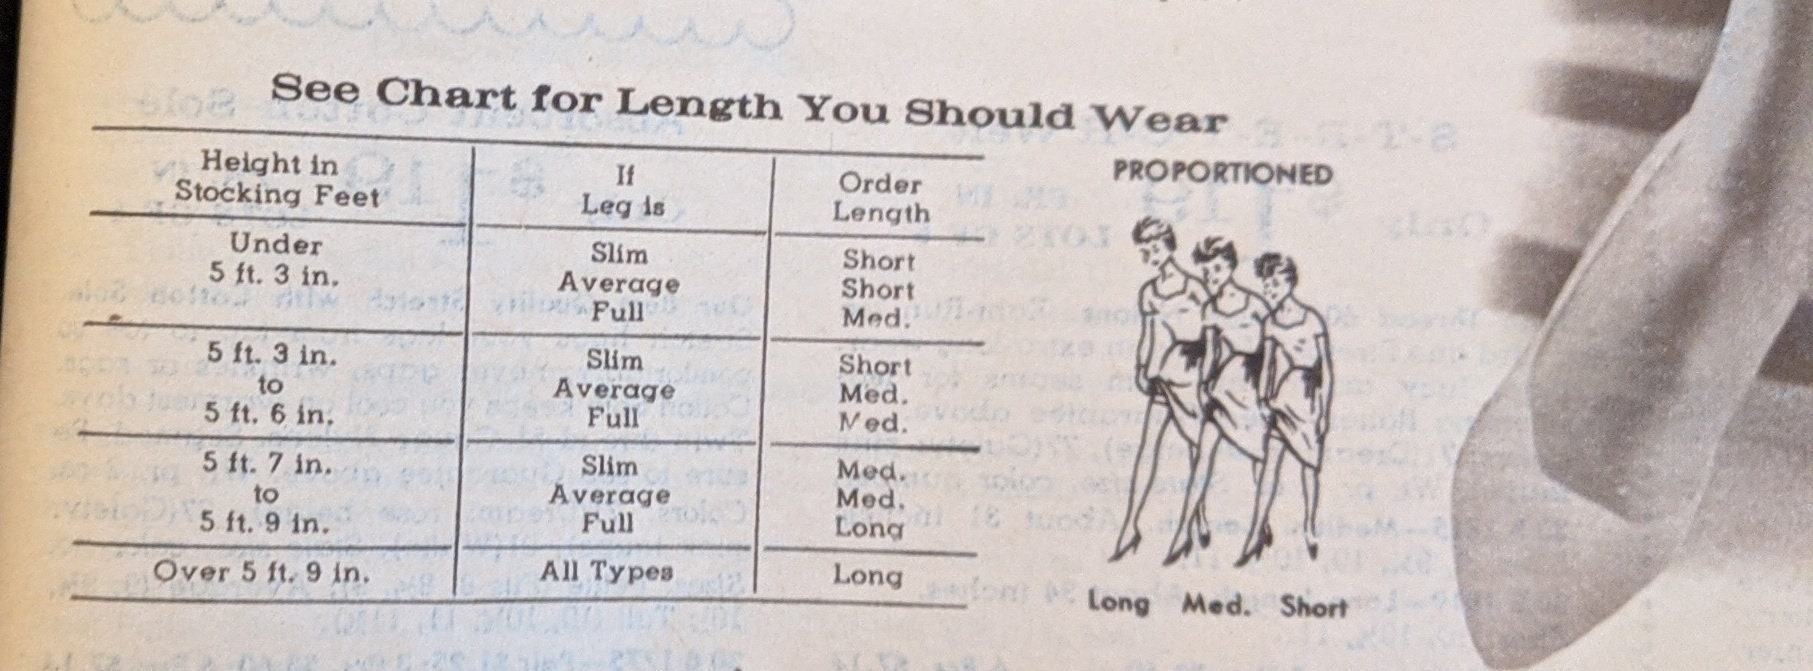 See Chart for Length You Should Wear
Height in
Stocking Feet
If
Leg is
Order
Length
Under
5 ft. 3 in.
Slim
Average
Full
Short
Short
Med.
5 ft. 3 in.
to
5 ft. 6 in.
Slim
Average
Full
Short
Med.
Med.
5 ft. 7 in.
to
5 ft. 9 in.
Slim
Average
Full
Med.
Med.
Long
Over 5 ft. 9 in.
All Types
Long
PROPORTIONED
Long Med. Short